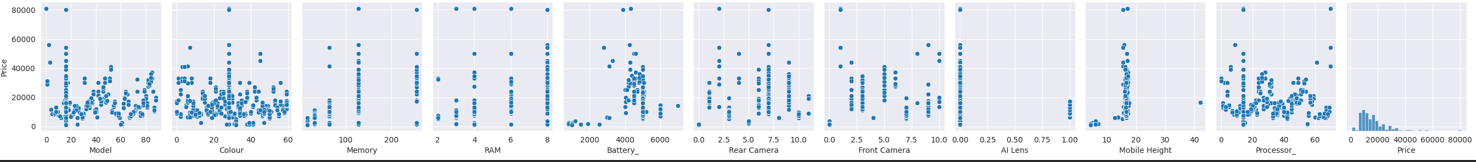 80000
60000
40000
20000
0
Price
0 20 40 60 80
Model
0 20 40 60
Colour
100 200
Memory
2 4 6 8
RAM
2000 4000 6000
Battery_
0.0 2.5 5.0 7.5 10.0
Rear Camera
0.0 2.5 5.0 7.5 10.0
Front Camera
0.00 0.25 0.50 0.75 1.00
AI Lens
10 20 30 40
Mobile Height
0 20 40 60
Processor_
0 20000 40000 60000 80000
Price